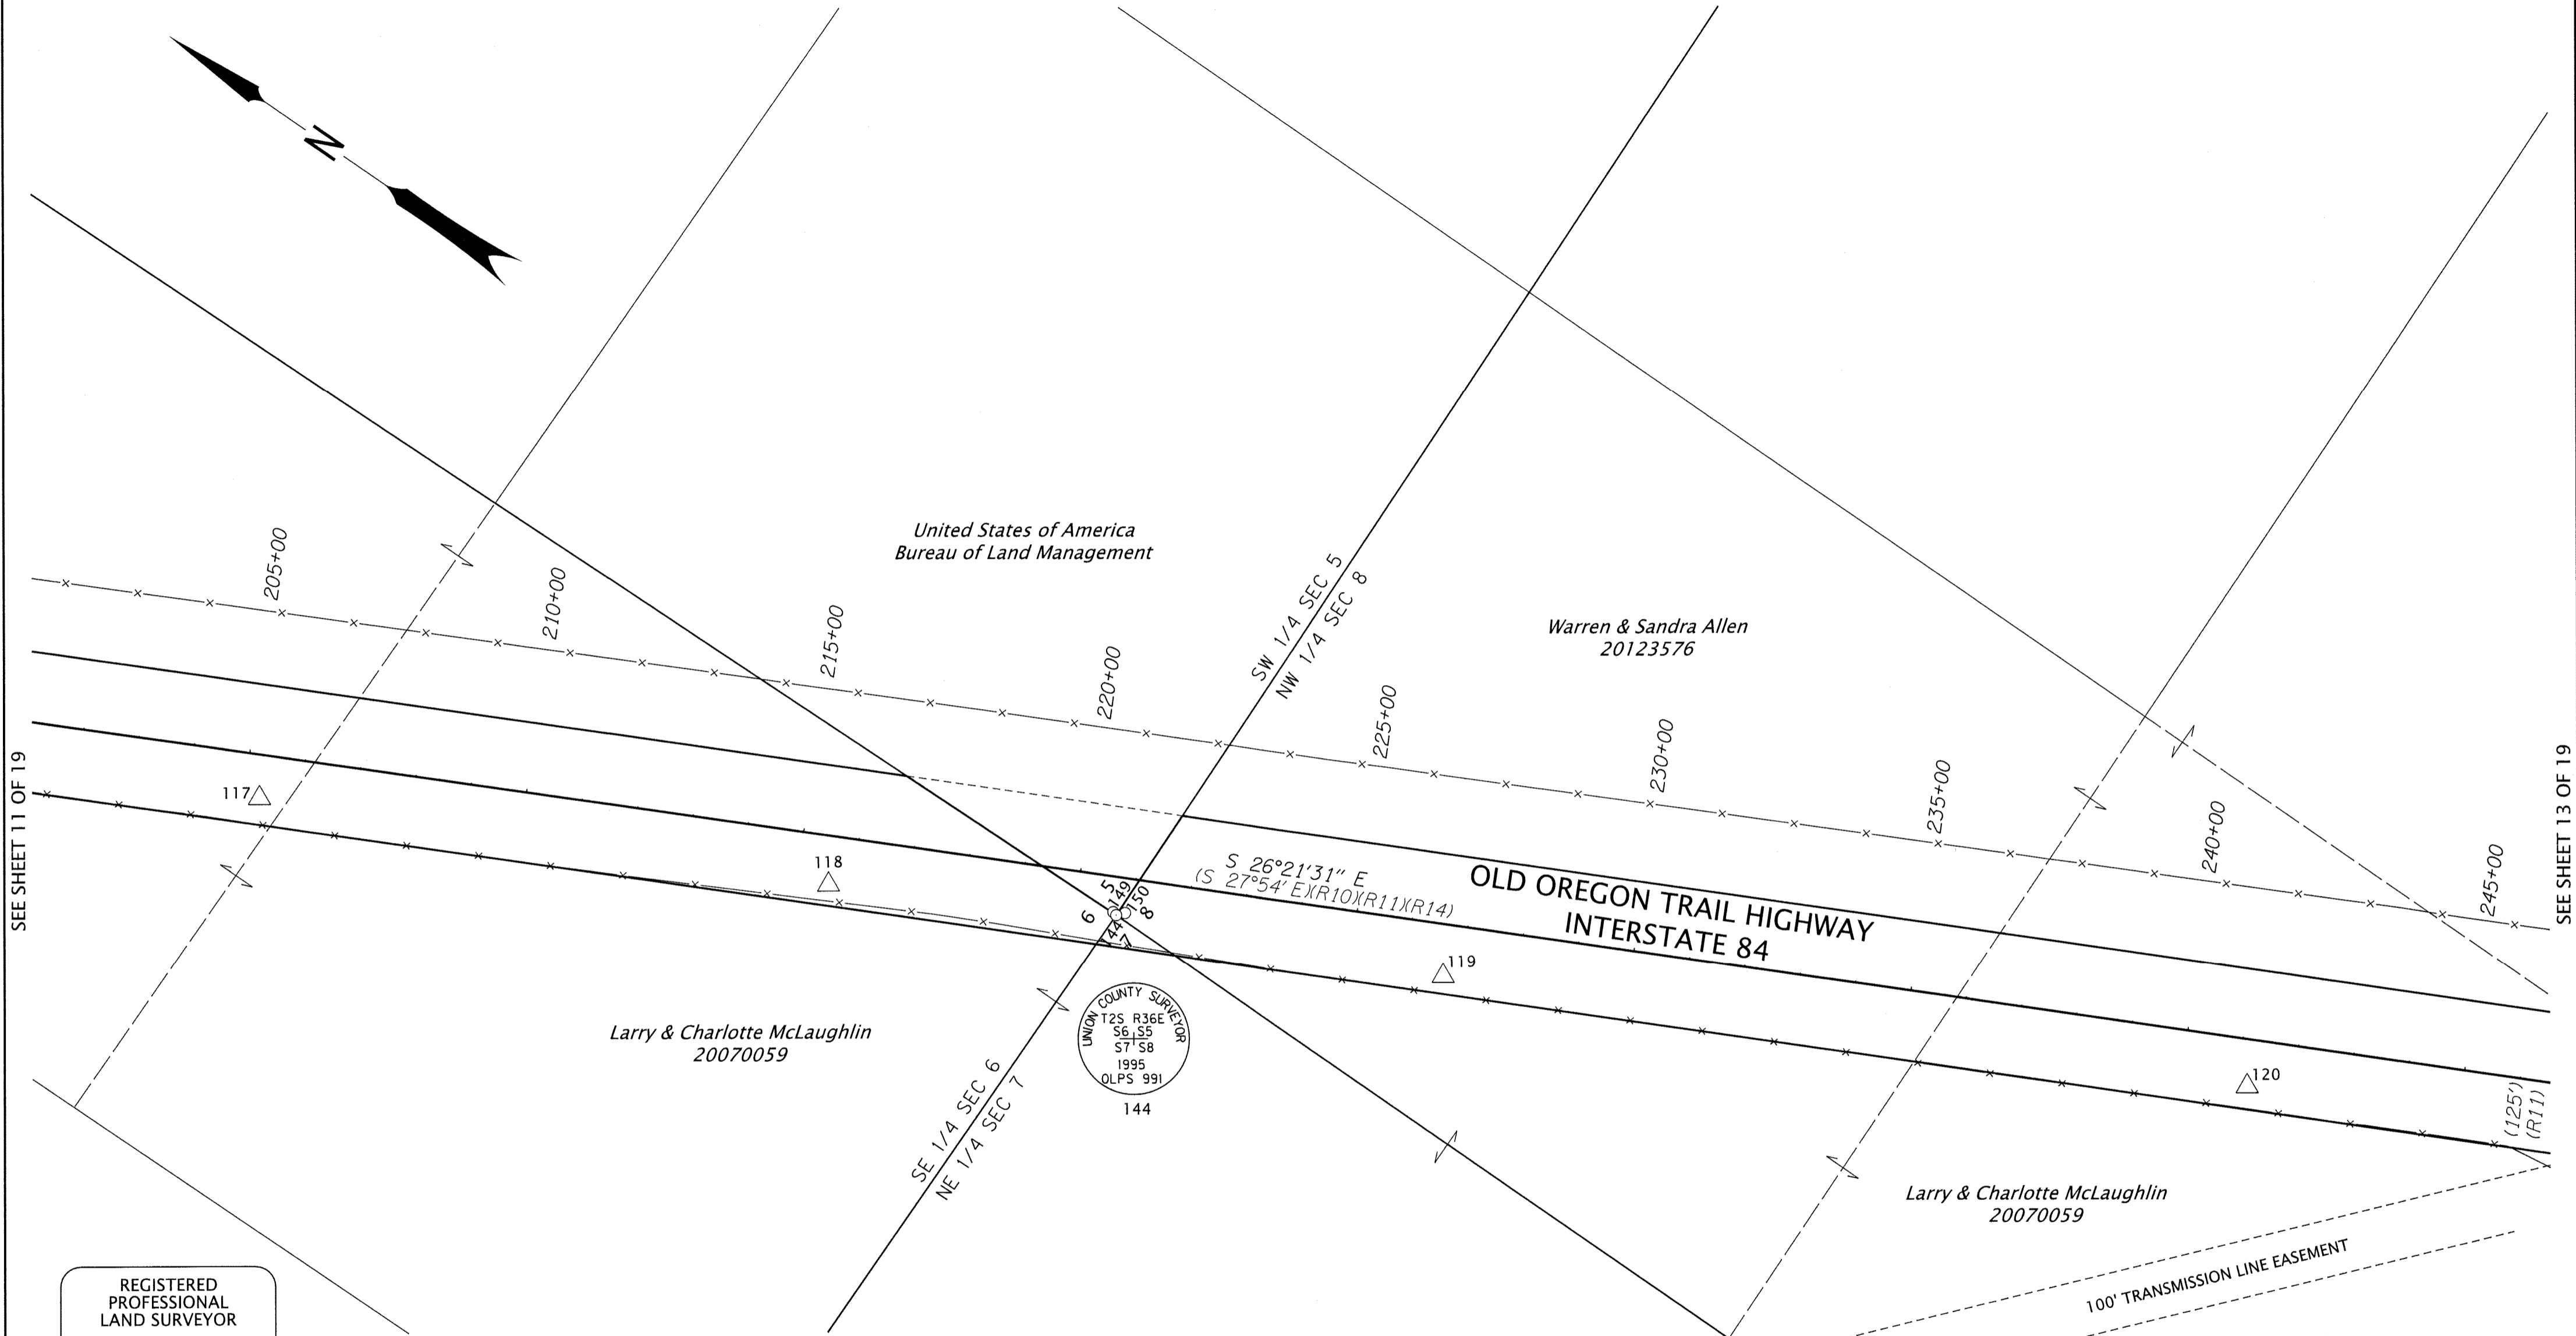 N
205+00
210+00
215+00
220+00
225+00
230+00
235+00
240+00
245+00
United States of America
Bureau of Land Management
SW 1/4 SEC 5
NW 1/4 SEC 8
Warren & Sandra Allen
20123576
SEE SHEET 11 OF 19
SEE SHEET 13 OF 19
117
118
5
149
150
6
8
144
7
S 26°21'31" E
(S 27°54' E)(R10)(R11)(R14)
OLD OREGON TRAIL HIGHWAY
INTERSTATE 84
119
120
(125')
(R11)
UNION COUNTY SURVEYOR
T2S R36E
S6 S5
S7 S8
1995
OLPS 991
144
Larry & Charlotte McLaughlin
20070059
SE 1/4 SEC 6
NE 1/4 SEC 7
Larry & Charlotte McLaughlin
20070059
100' TRANSMISSION LINE EASEMENT
REGISTERED
PROFESSIONAL
LAND SURVEYOR